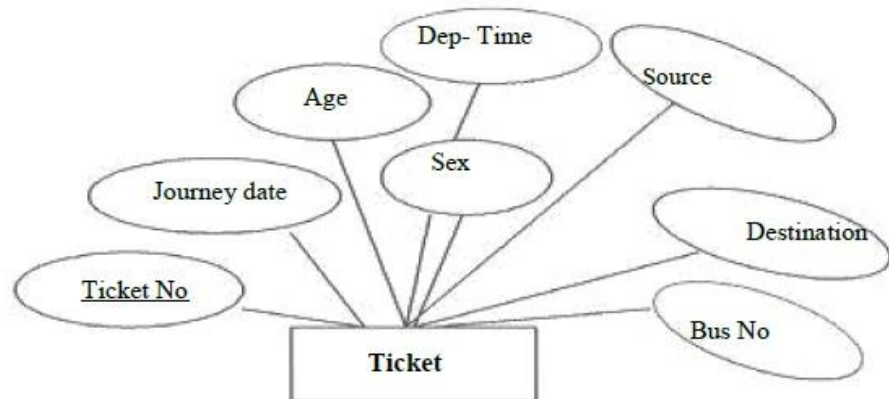 Dep- Time
Source
Age
Sex
Journey date
Destination
Ticket No
Bus No
Ticket